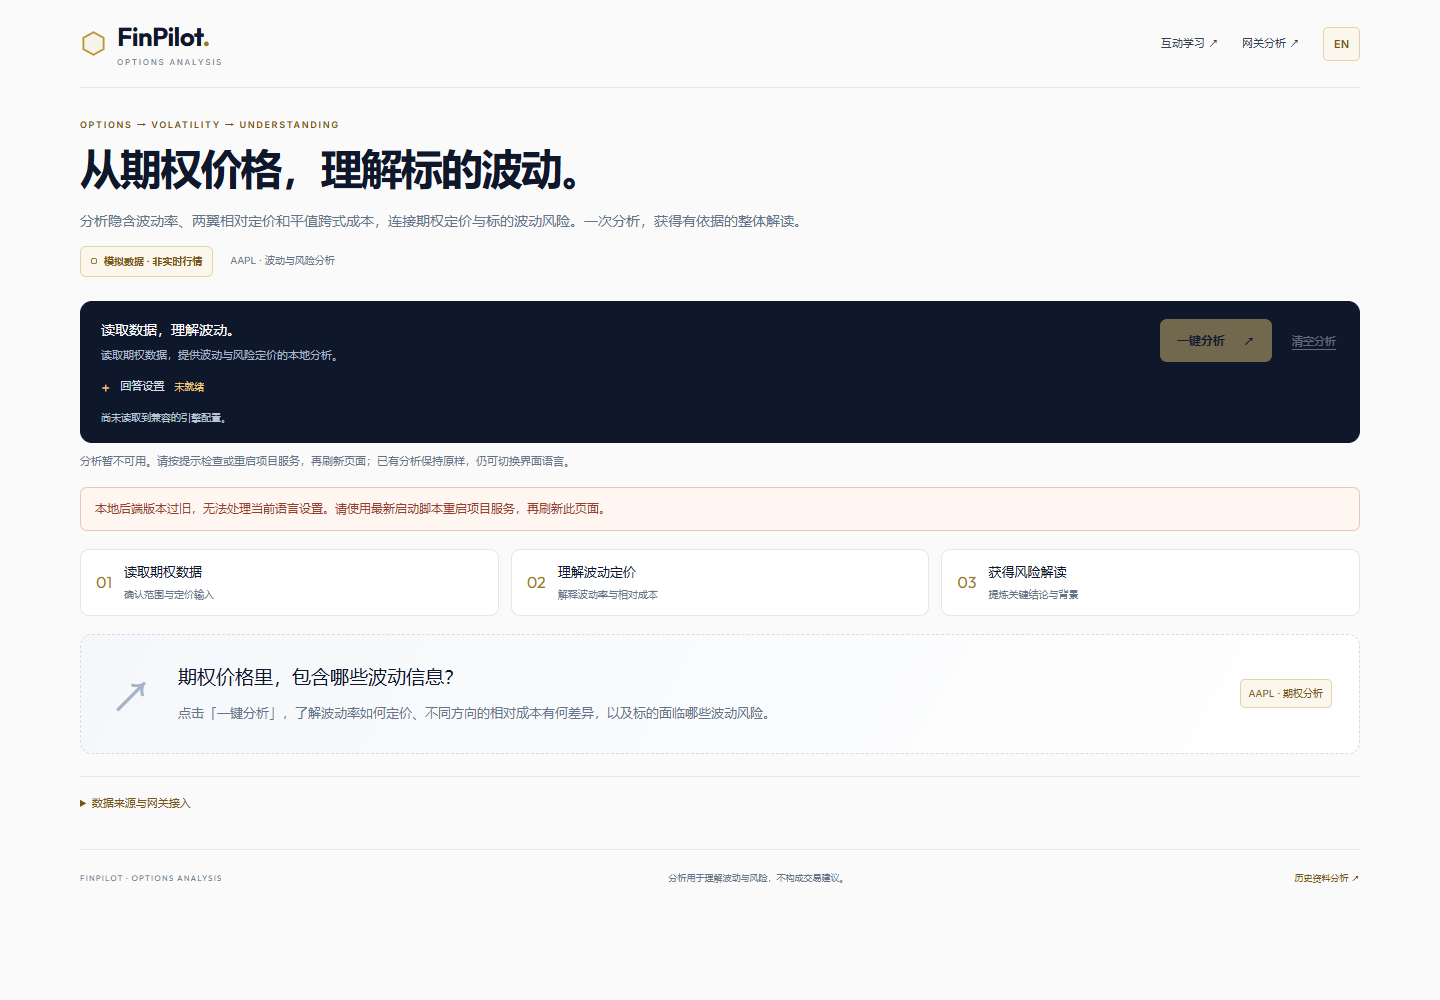 FinPilot.
OPTIONS ANALYSIS
互动学习 ↗
网关分析 ↗
EN
OPTIONS → VOLATILITY → UNDERSTANDING
从期权价格，理解标的波动。
分析隐含波动率、两翼相对定价和平值跨式成本，连接期权定价与标的波动风险。一次分析，获得有依据的整体解读。
模拟数据 · 非实时行情
AAPL · 波动与风险分析
读取数据，理解波动。
读取期权数据，提供波动与风险定价的本地分析。
一键分析 ↗
清空分析
+ 回答设置 未就绪
尚未读取到兼容的引擎配置。
分析暂不可用。请按提示检查或重启项目服务，再刷新页面；已有分析保持原样，仍可切换界面语言。
本地后端版本过旧，无法处理当前语言设置。请使用最新启动脚本重启项目服务，再刷新此页面。
01
读取期权数据
确认范围与定价输入
02
理解波动定价
解释波动率与相对成本
03
获得风险解读
提炼关键结论与背景
期权价格里，包含哪些波动信息？
点击「一键分析」，了解波动率如何定价、不同方向的相对成本有何差异，以及标的面临哪些波动风险。
AAPL · 期权分析
▶ 数据来源与网关接入
FINPILOT · OPTIONS ANALYSIS
分析用于理解波动与风险，不构成交易建议。
历史资料分析 ↗